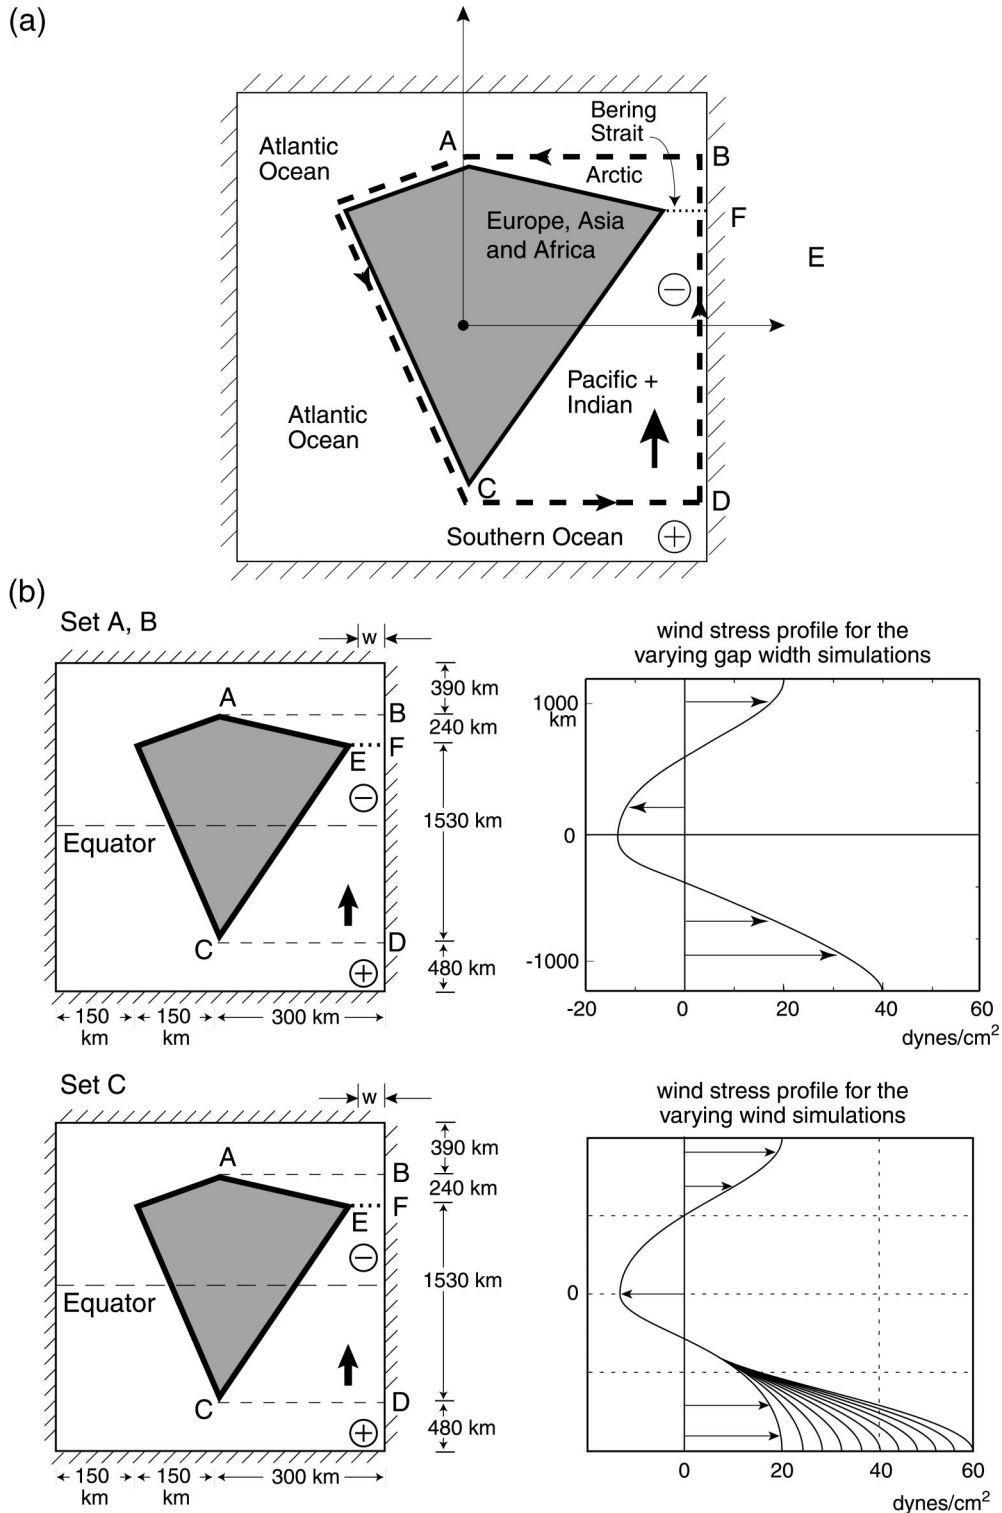 (a)
Bering
Strait
Atlantic
Ocean
A
B
Arctic
F
Europe, Asia
and Africa
E
−
Pacific +
Indian
Atlantic
Ocean
C
D
Southern Ocean
+
(b)
Set A, B
w
390 km
A
B
240 km
F
E
−
1530 km
Equator
C
D
480 km
+
150
km
150
km
300 km
wind stress profile for the
varying gap width simulations
1000
km
0
-1000
-20
0
20
40
60
dynes/cm2
Set C
w
390 km
A
B
240 km
F
E
−
1530 km
Equator
C
D
480 km
+
150
km
150
km
300 km
wind stress profile for the
varying wind simulations
0
0
20
40
60
dynes/cm2